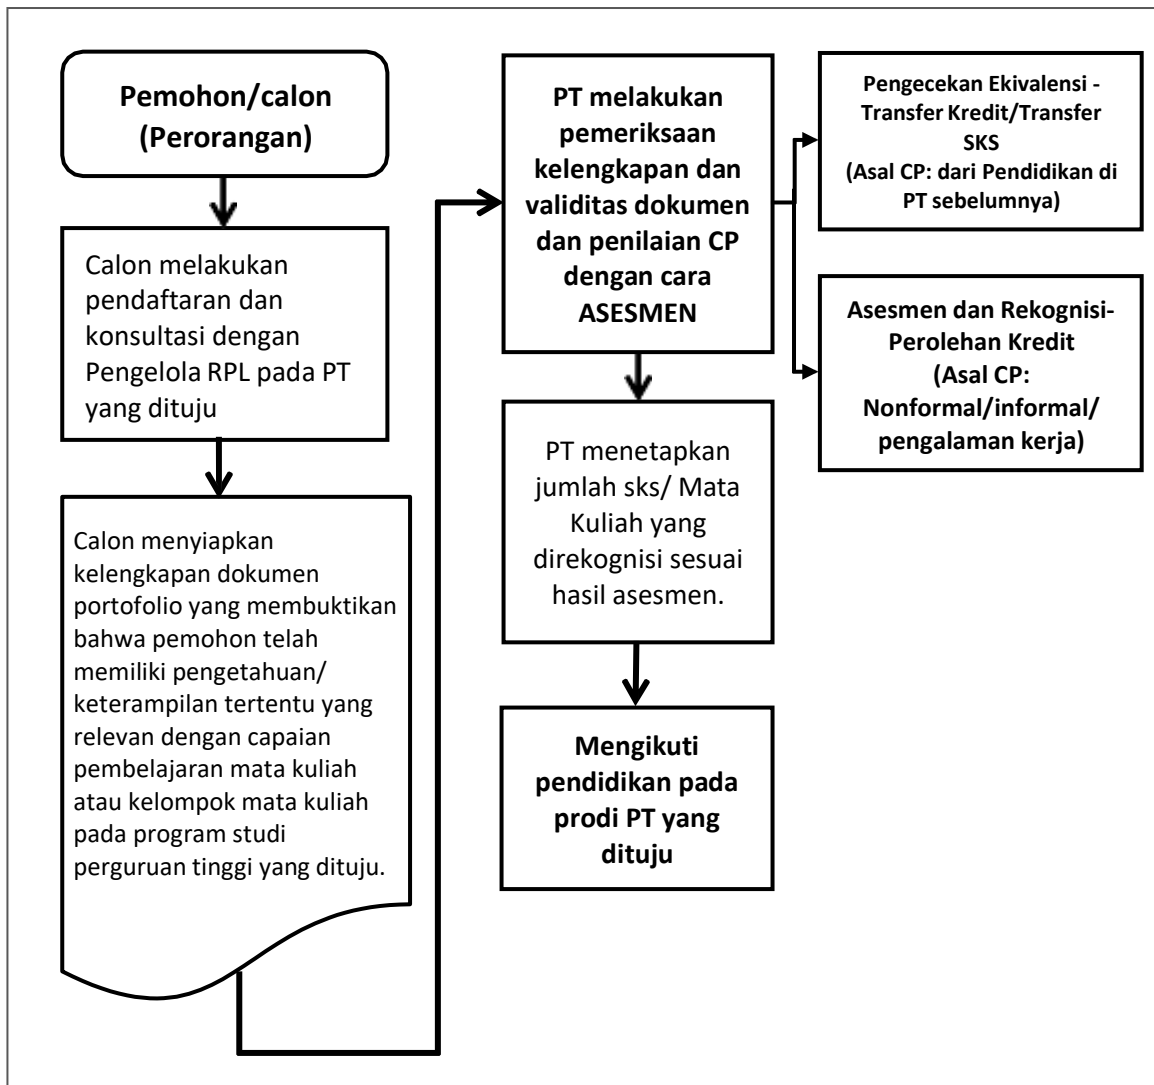 Pemohon/calon
(Perorangan)
Calon melakukan
pendaftaran dan
konsultasi dengan
Pengelola RPL pada PT
yang dituju
Calon menyiapkan
kelengkapan dokumen
portofolio yang membuktikan
bahwa pemohon telah
memiliki pengetahuan/
keterampilan tertentu yang
relevan dengan capaian
pembelajaran mata kuliah
atau kelompok mata kuliah
pada program studi
perguruan tinggi yang dituju.
PT melakukan
pemeriksaan
kelengkapan dan
validitas dokumen
dan penilaian CP
dengan cara
ASESMEN
Pengecekan Ekivalensi -
Transfer Kredit/Transfer
SKS
(Asal CP: dari Pendidikan di
PT sebelumnya)
Asesmen dan Rekognisi-
Perolehan Kredit
(Asal CP:
Nonformal/informal/
pengalaman kerja)
PT menetapkan
jumlah sks/ Mata
Kuliah yang
direkognisi sesuai
hasil asesmen.
Mengikuti
pendidikan pada
prodi PT yang
dituju